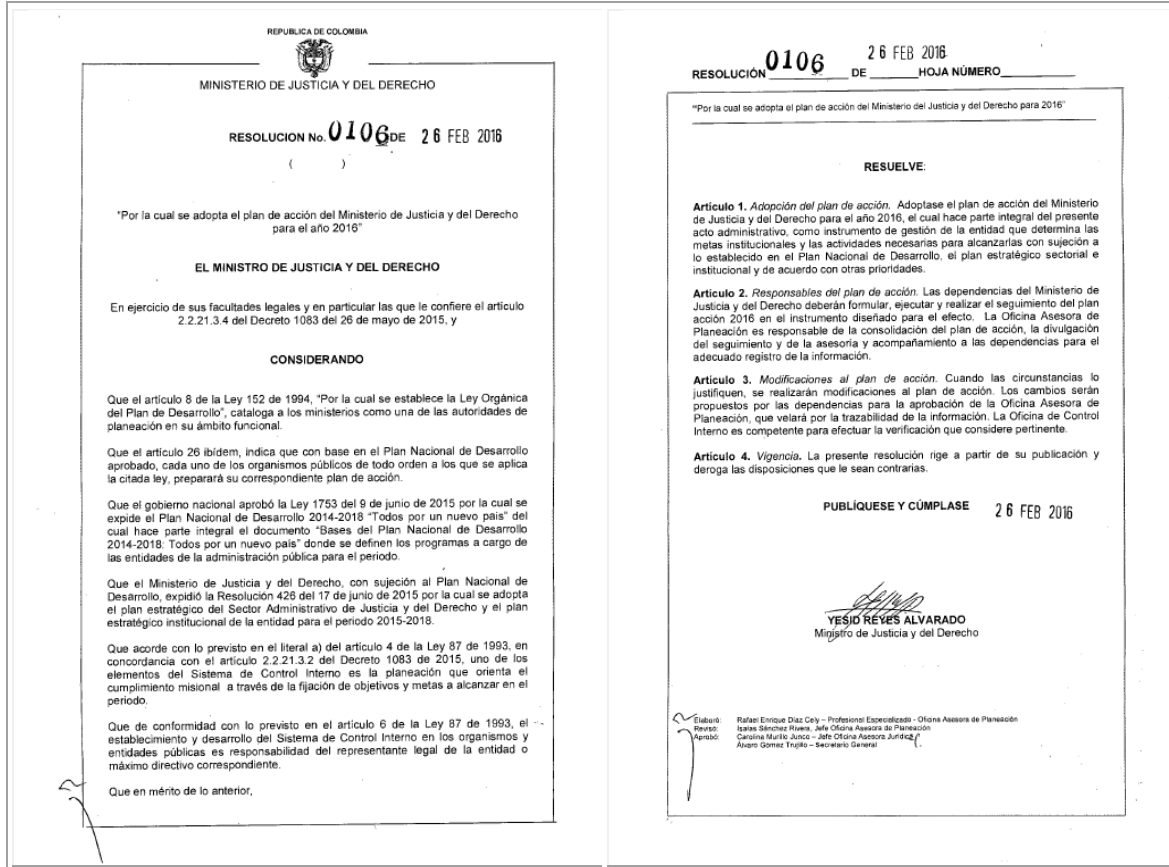 REPUBLICA DE COLOMBIA
MINISTERIO DE JUSTICIA Y DEL DERECHO
RESOLUCION No. 0106 DE 26 FEB 2016
( )
"Por la cual se adopta el plan de acción del Ministerio de Justicia y del Derecho
para el año 2016"
EL MINISTRO DE JUSTICIA Y DEL DERECHO
En ejercicio de sus facultades legales y en particular las que le confiere el artículo
2.2.21.3.4 del Decreto 1083 del 26 de mayo de 2015, y
CONSIDERANDO
Que el artículo 8 de la Ley 152 de 1994, "Por la cual se establece la Ley Orgánica
del Plan de Desarrollo", cataloga a los ministerios como una de las autoridades de
planeación en su ámbito funcional.
Que el artículo 26 ibídem, indica que con base en el Plan Nacional de Desarrollo
aprobado, cada uno de los organismos públicos de todo orden a los que se aplica
la citada ley, preparará su correspondiente plan de acción.
Que el gobierno nacional aprobó la Ley 1753 del 9 de junio de 2015 por la cual se
expide el Plan Nacional de Desarrollo 2014-2018 "Todos por un nuevo país" del
cual hace parte integral el documento "Bases del Plan Nacional de Desarrollo
2014-2018: Todos por un nuevo país" donde se definen los programas a cargo de
las entidades de la administración pública para el periodo.
Que el Ministerio de Justicia y del Derecho, con sujeción al Plan Nacional de
Desarrollo, expidió la Resolución 426 del 17 de junio de 2015 por la cual se adopta
el plan estratégico del Sector Administrativo de Justicia y del Derecho y el plan
estratégico institucional de la entidad para el periodo 2015-2018.
Que acorde con lo previsto en el literal a) del artículo 4 de la Ley 87 de 1993, en
concordancia con el artículo 2.2.21.3.2 del Decreto 1083 de 2015, uno de los
elementos del Sistema de Control Interno es la planeación que orienta el
cumplimiento misional a través de la fijación de objetivos y metas a alcanzar en el
periodo.
Que de conformidad con lo previsto en el artículo 6 de la Ley 87 de 1993, el
establecimiento y desarrollo del Sistema de Control Interno en los organismos y
entidades públicas es responsabilidad del representante legal de la entidad o
máximo directivo correspondiente.
Que en mérito de lo anterior,
RESOLUCIÓN 0106 DE 26 FEB 2016 HOJA NÚMERO
"Por la cual se adopta el plan de acción del Ministerio del Justicia y del Derecho para 2016"
RESUELVE:
Artículo 1. Adopción del plan de acción. Adoptase el plan de acción del Ministerio
de Justicia y del Derecho para el año 2016, el cual hace parte integral del presente
acto administrativo, como instrumento de gestión de la entidad que determina las
metas institucionales y las actividades necesarias para alcanzarlas con sujeción a
lo establecido en el Plan Nacional de Desarrollo, el plan estratégico sectorial e
institucional y de acuerdo con otras prioridades.
Artículo 2. Responsables del plan de acción. Las dependencias del Ministerio de
Justicia y del Derecho deberán formular, ejecutar y realizar el seguimiento del plan
acción 2016 en el instrumento diseñado para el efecto. La Oficina Asesora de
Planeación es responsable de la consolidación del plan de acción, la divulgación
del seguimiento y de la asesoría y acompañamiento a las dependencias para el
adecuado registro de la información.
Artículo 3. Modificaciones al plan de acción. Cuando las circunstancias lo
justifiquen, se realizarán modificaciones al plan de acción. Los cambios serán
propuestos por las dependencias para la aprobación de la Oficina Asesora de
Planeación, que velará por la trazabilidad de la información. La Oficina de Control
Interno es competente para efectuar la verificación que considere pertinente.
Artículo 4. Vigencia. La presente resolución rige a partir de su publicación y
deroga las disposiciones que le sean contrarias.
PUBLÍQUESE Y CÚMPLASE 26 FEB 2016
YESID REYES ALVARADO
Ministro de Justicia y del Derecho
Elaboró: Rafael Enrique Díaz Cely – Profesional Especializado - Oficina Asesora de Planeación
Revisó: Isaías Sánchez Rivera, Jefe Oficina Asesora de Planeación
Aprobó: Carolina Murillo Junco – Jefe Oficina Asesora Jurídica
Álvaro Gómez Trujillo – Secretario General